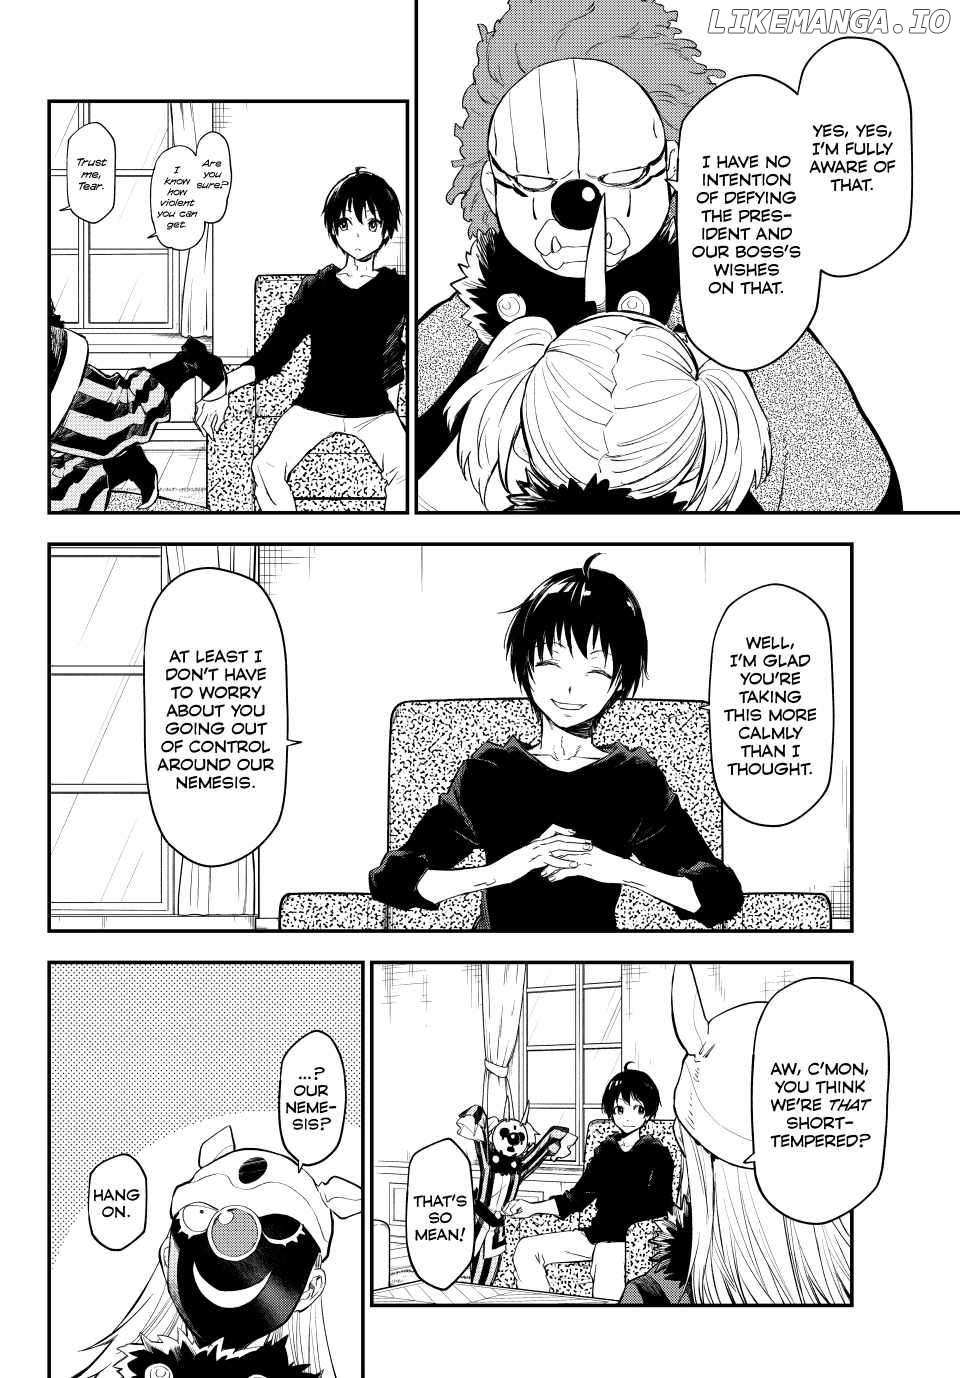 LIKEMANGA.IO
YES, YES,
I'M FULLY
AWARE OF
THAT.
I HAVE NO
INTENTION
OF DEFYING
THE PRES-
IDENT AND
OUR BOSS'S
WISHES
ON THAT.
Are
you
sure?
I
know
how
violent
you can
get.
Trust
me,
Tear.
WELL,
I'M GLAD
YOU'RE
TAKING
THIS MORE
CALMLY
THAN I
THOUGHT.
AT LEAST I
DON'T HAVE
TO WORRY
ABOUT YOU
GOING OUT
OF CONTROL
AROUND OUR
NEMESIS.
AW, C'MON,
YOU THINK
WE'RE THAT
SHORT-
TEMPERED?
THAT'S
SO
MEAN!
...?
OUR
NEME-
SIS?
HANG
ON.